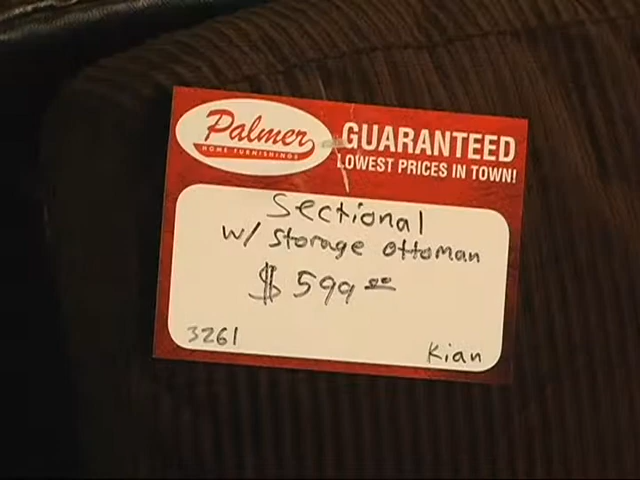 Palmer
HOME FURNISHINGS
GUARANTEED
LOWEST PRICES IN TOWN!
Sectional
w/ storage ottoman
$599.00
3261
Kian